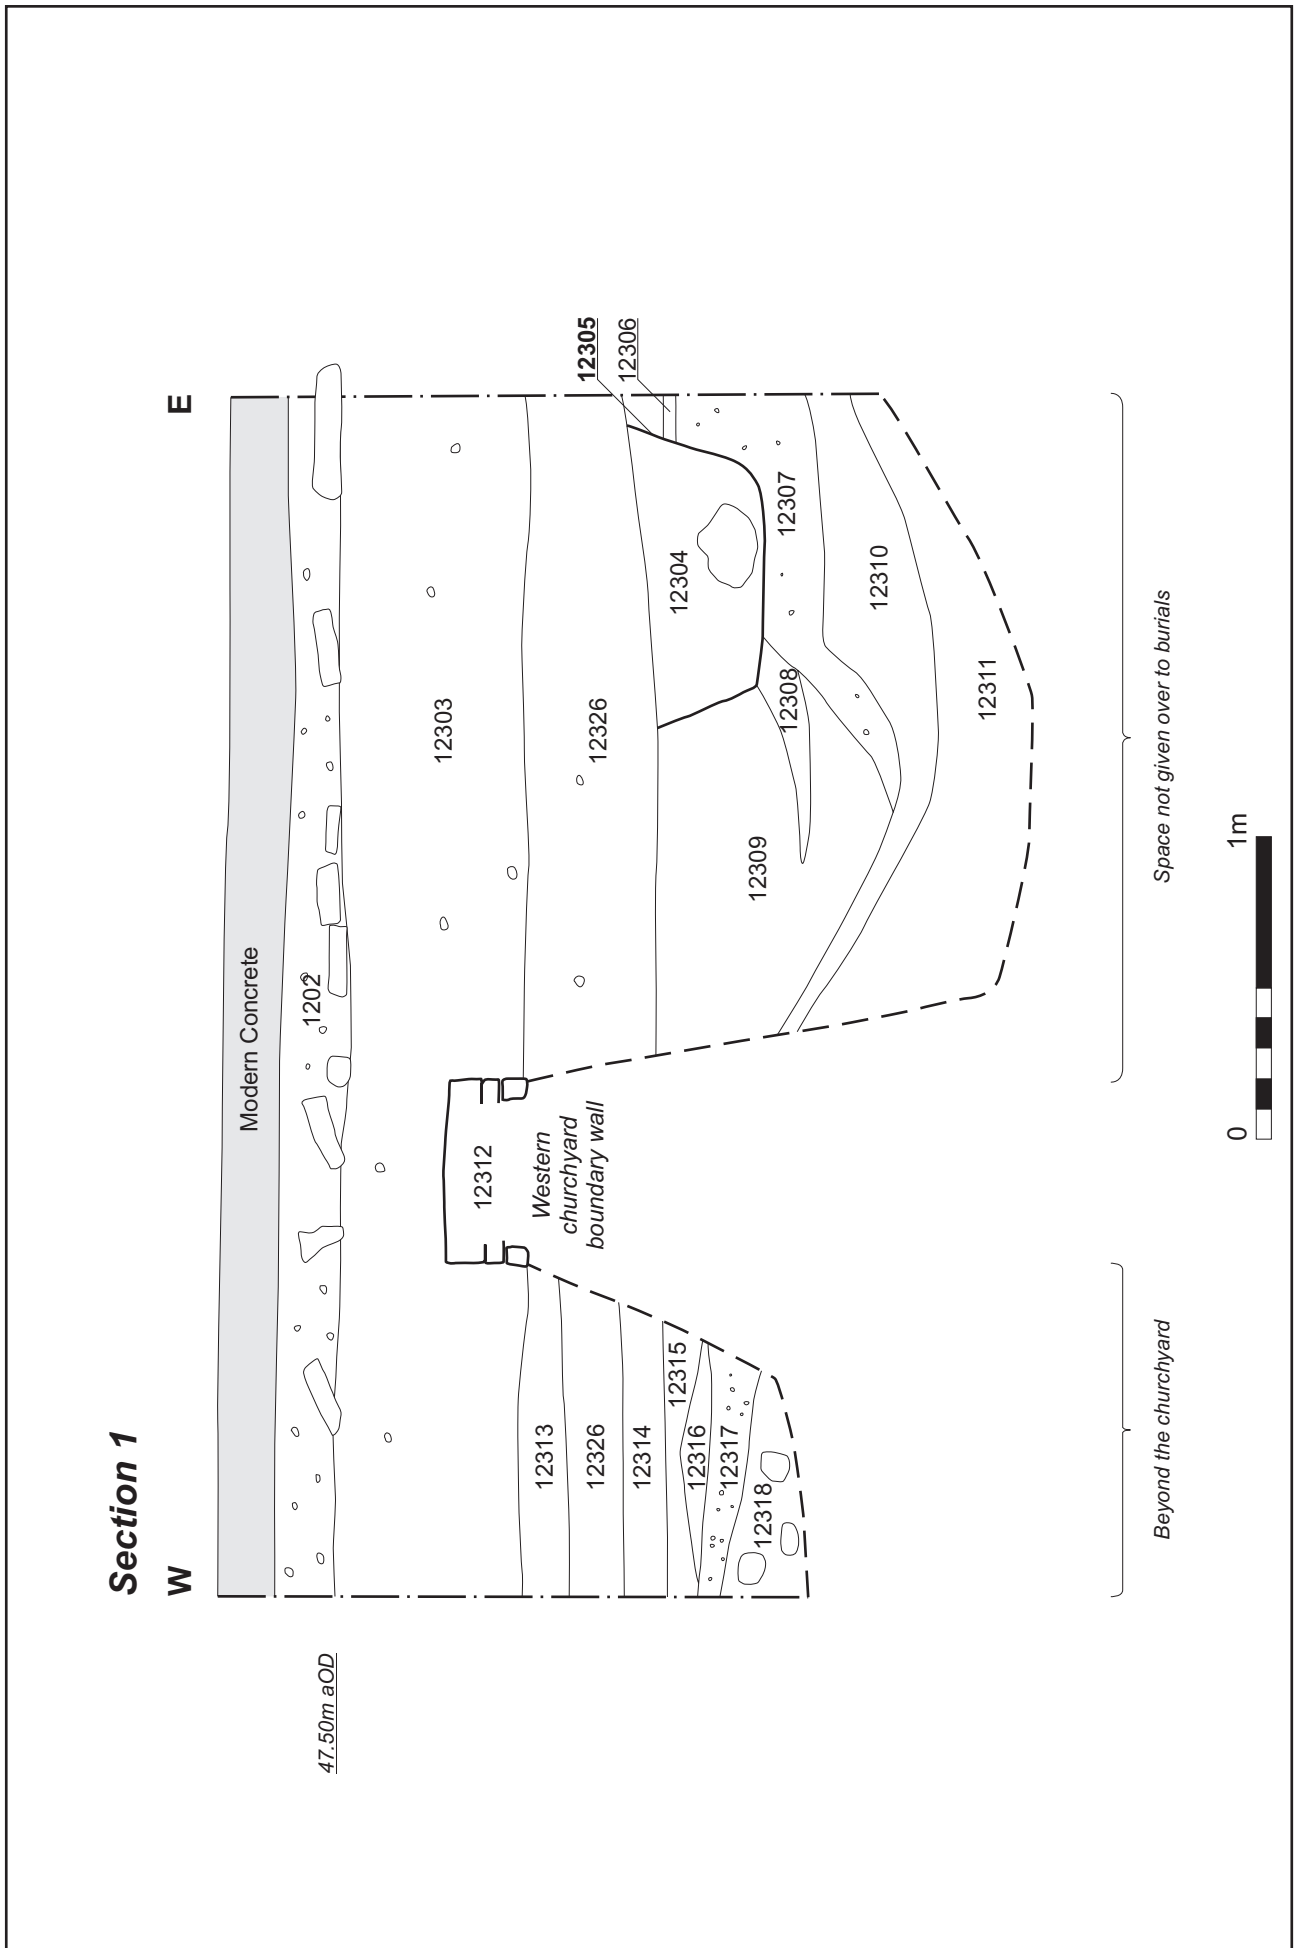 Section 1
W
E
47.50m aOD
Modern Concrete
1202
12303
12312
Western
churchyard
boundary wall
12313
12326
12314
12315
12316
12317
12318
12326
12304
12305
12306
12307
12308
12309
12310
12311
Beyond the churchyard
Space not given over to burials
0
1m